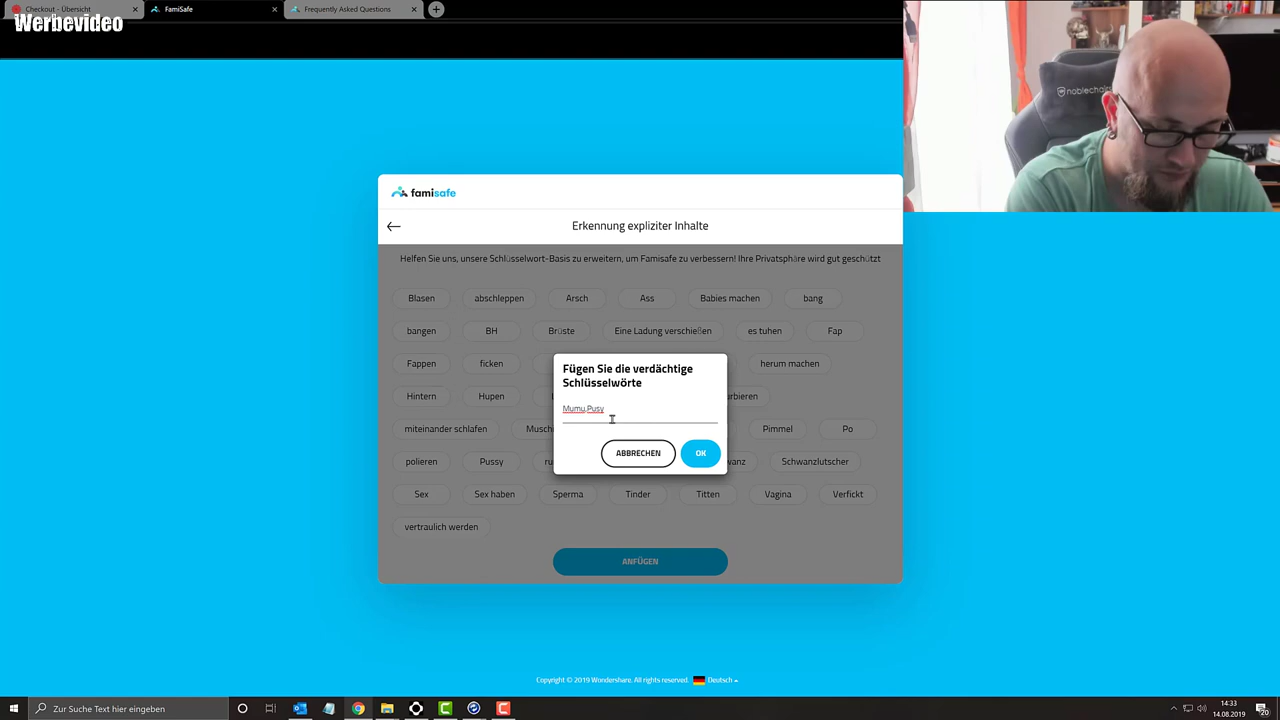 Checkout - Übersicht
FamiSafe
Frequently Asked Questions
Werbevideo
noblechairs
famisafe
Erkennung expliziter Inhalte
Helfen Sie uns, unsere Schlüsselwort-Basis zu erweitern, um Famisafe zu verbessern! Ihre Privatsphäre wird gut geschützt
Blasen abschleppen Arsch Ass Babies machen bang
bangen BH Brüste Eine Ladung verschießen es tuhen Fap
Fappen ficken herum machen
Fügen Sie die verdächtige
Schlüsselwörte
Hintern Hupen
Mumu,Pusy
miteinander schlafen Pimmel Po
ABBRECHEN OK
polieren Pussy Schwanzlutscher
Sex Sex haben Sperma Tinder Titten Vagina Verfickt
vertraulich werden
ANFÜGEN
Copyright © 2019 Wondershare. All rights reserved. Deutsch
Zur Suche Text hier eingeben
14:33
14.08.2019
20